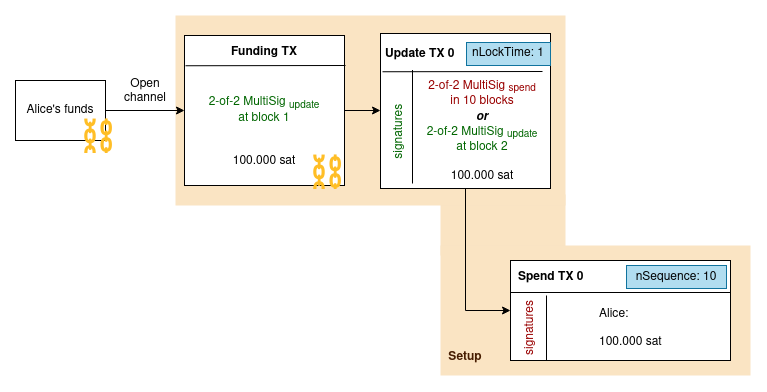 Alice's funds
Open
channel
Funding TX
2-of-2 MultiSig update
at block 1
100.000 sat
Update TX 0
nLockTime: 1
signatures
2-of-2 MultiSig spend
in 10 blocks
or
2-of-2 MultiSig update
at block 2
100.000 sat
Spend TX 0
nSequence: 10
signatures
Alice:
100.000 sat
Setup